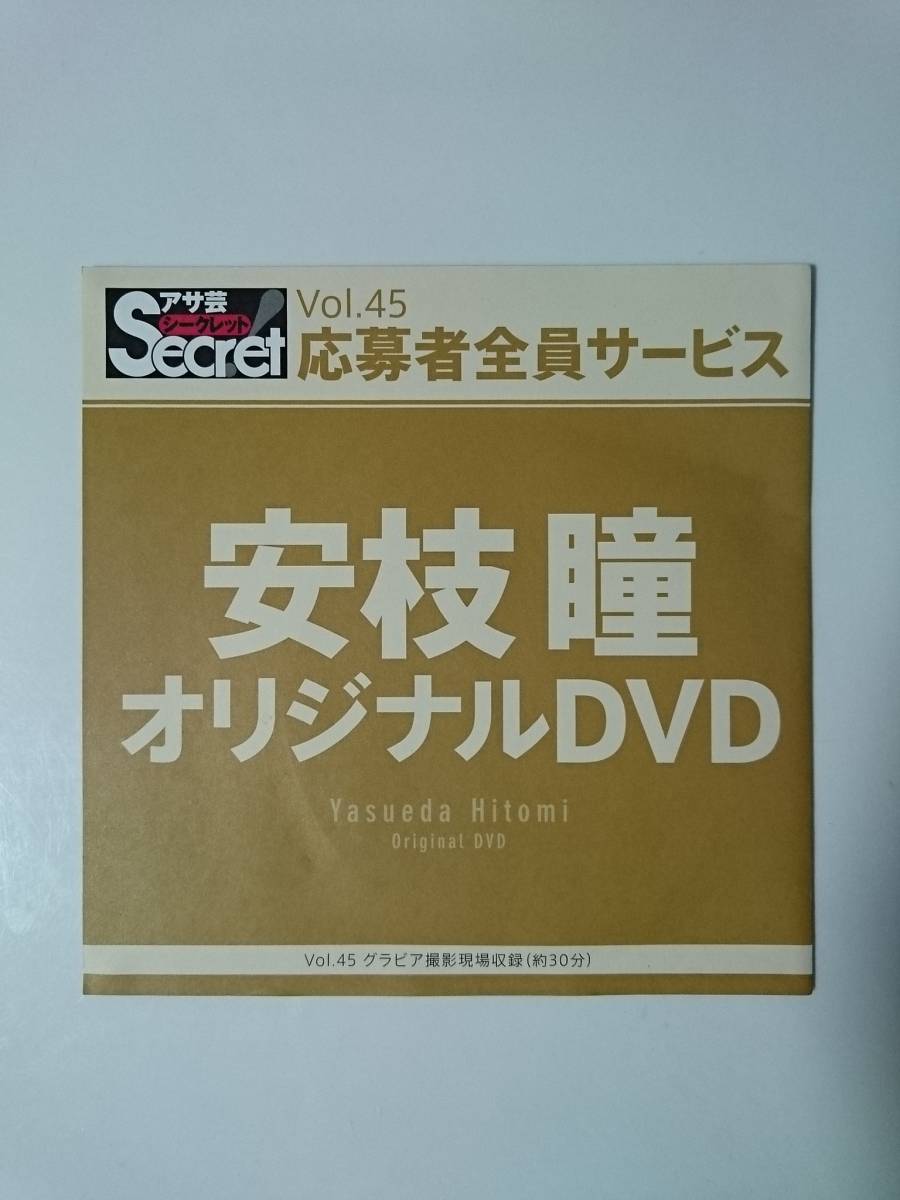 アサ芸
シークレット
Secret!
Vol.45
応募者全員サービス
安枝 瞳
オリジナルDVD
Yasueda Hitomi
Original DVD
Vol.45 グラビア撮影現場収録(約30分)